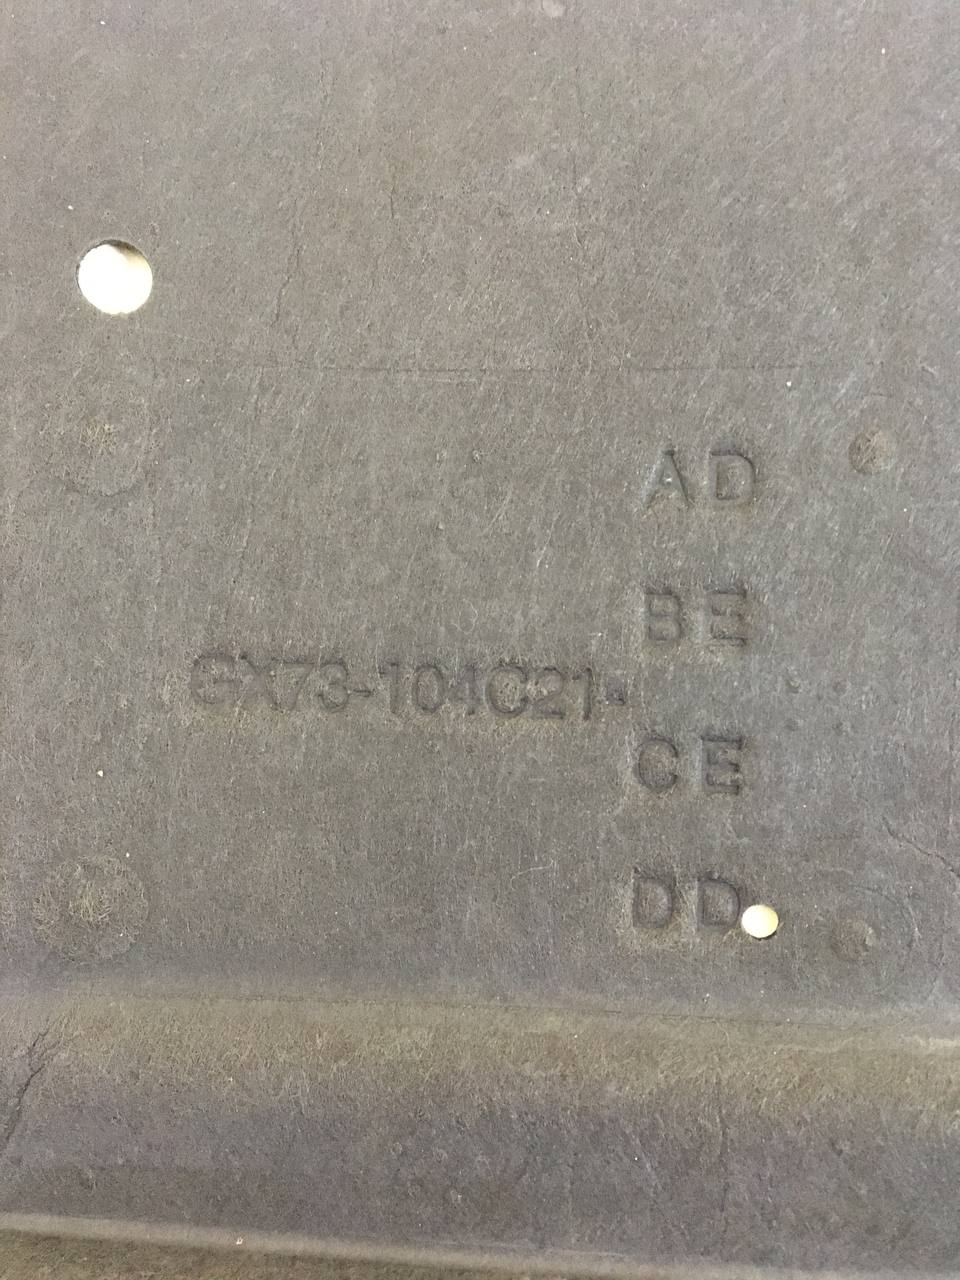 AD
BE
GX73-104C21-
CE
DD